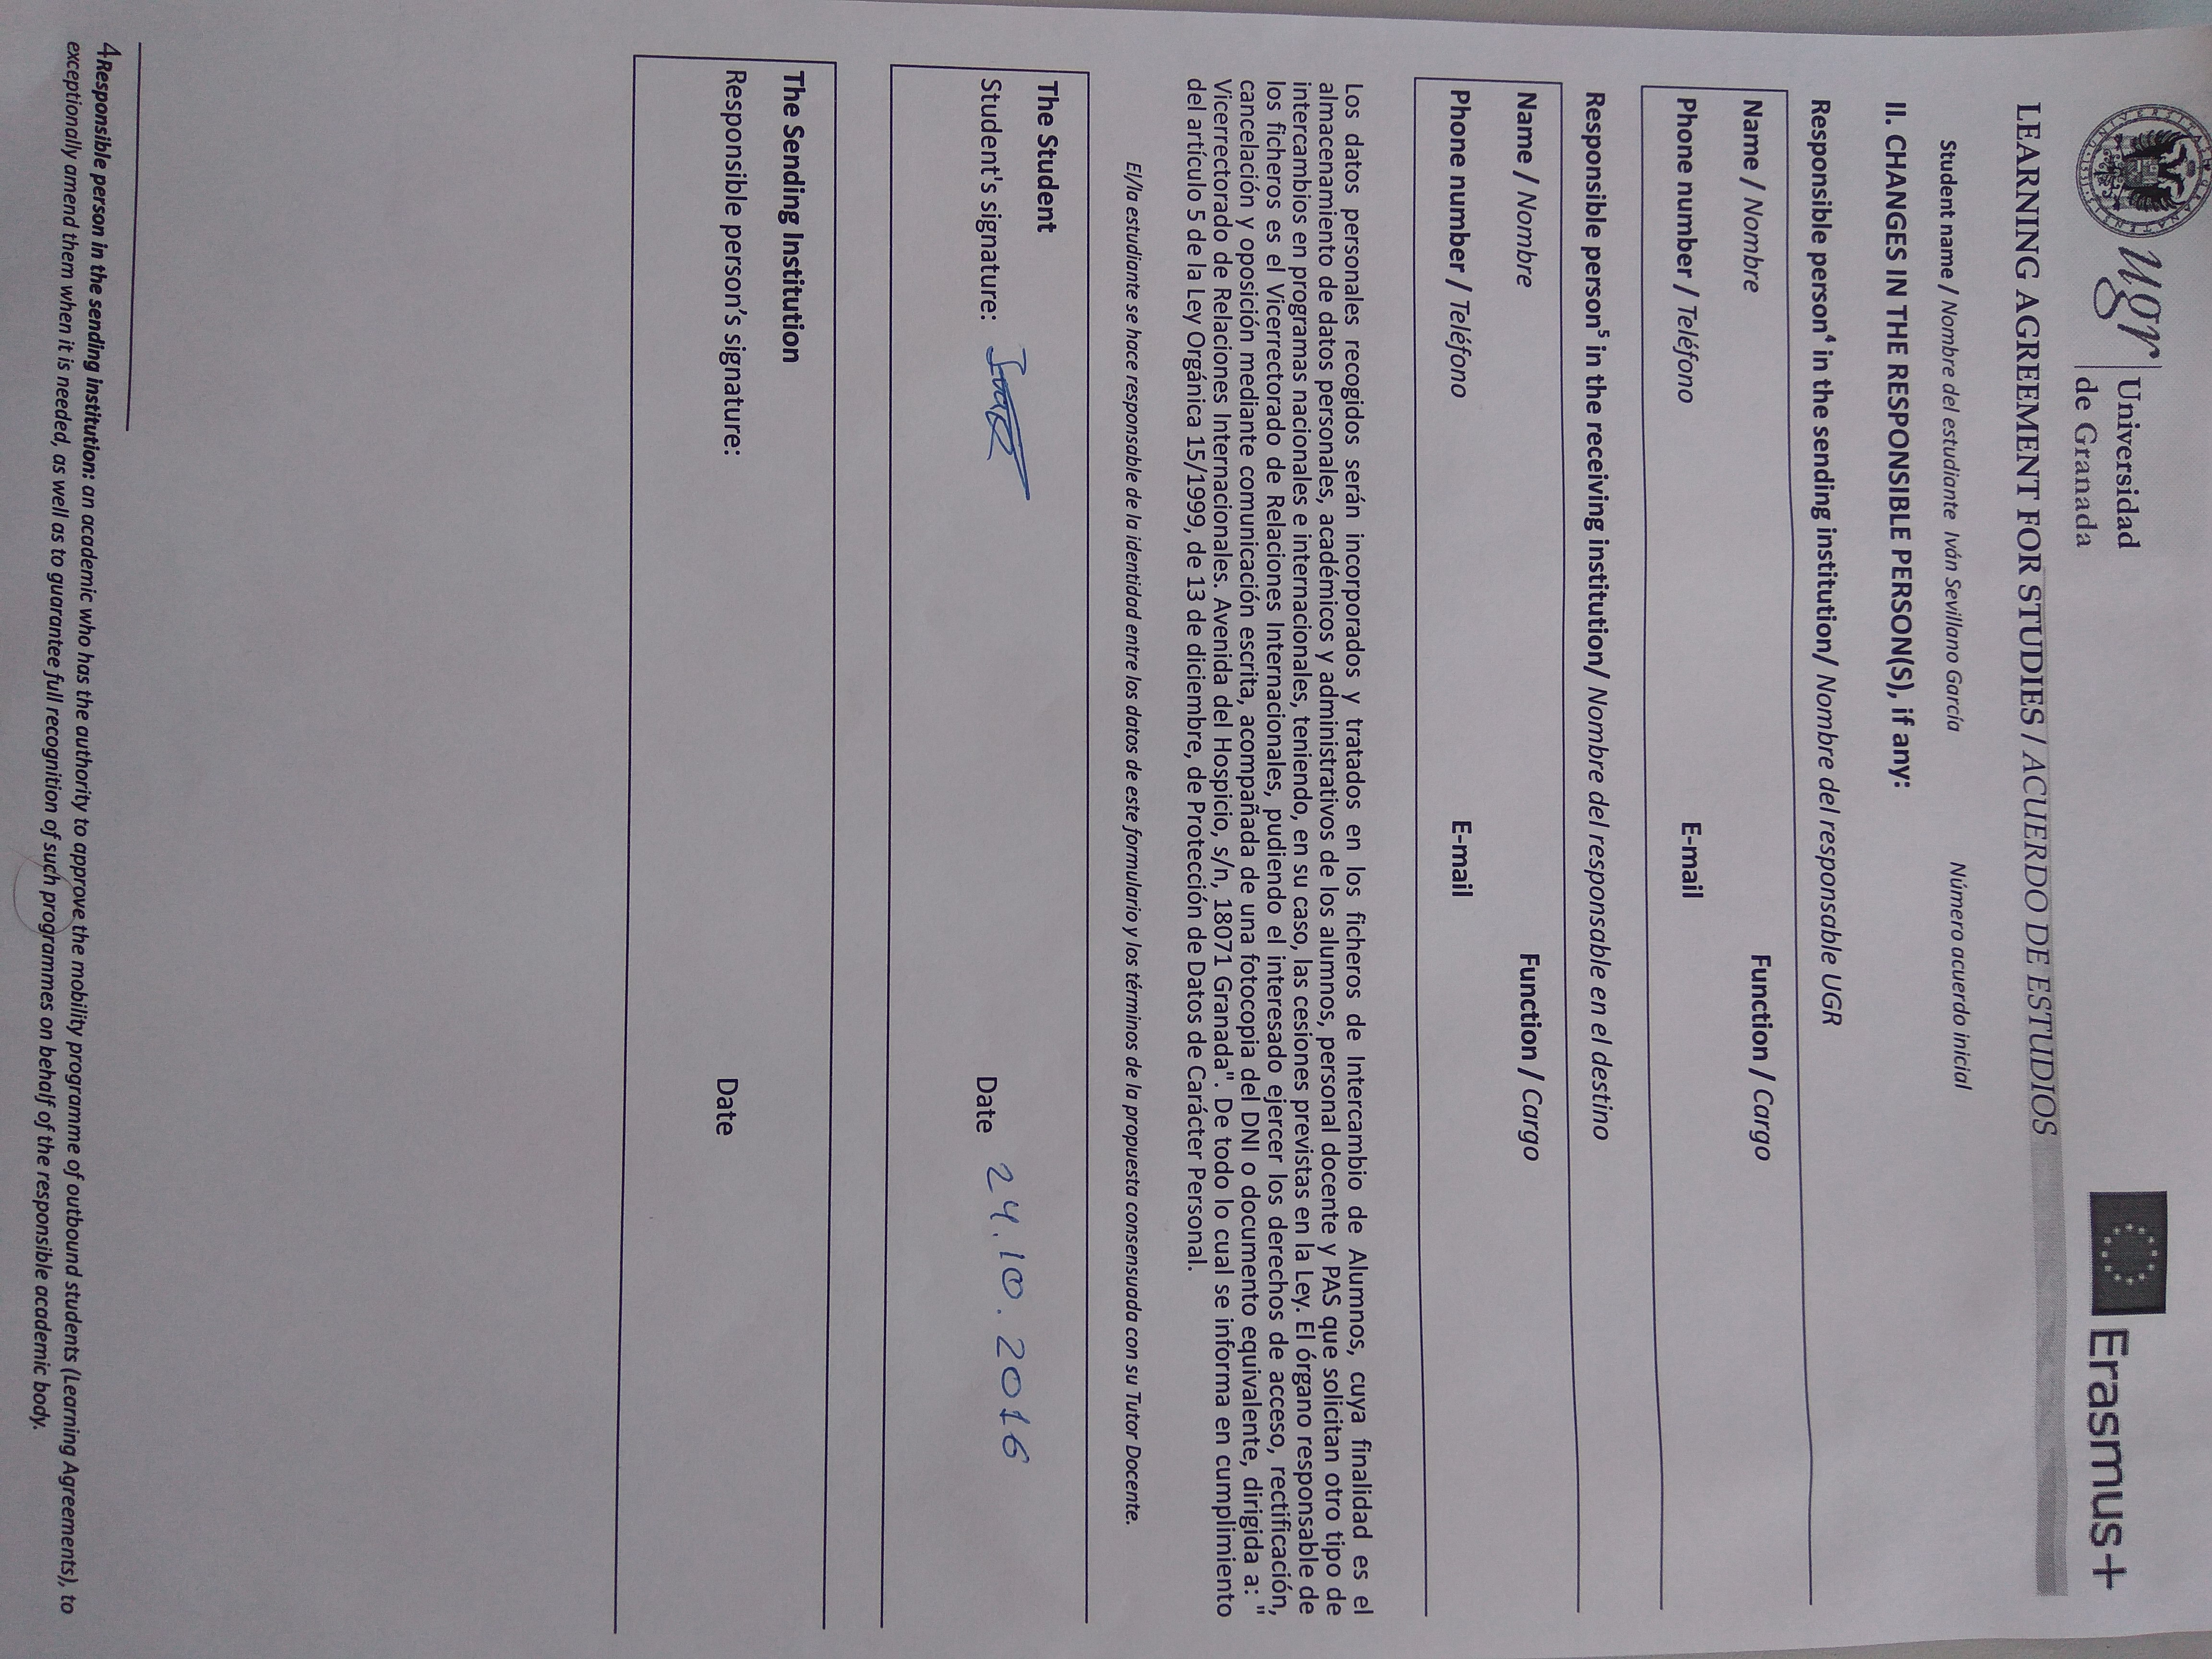 Universidad
de Granada
ugr
Erasmus+
LEARNING AGREEMENT FOR STUDIES / ACUERDO DE ESTUDIOS
Student name / Nombre del estudiante Iván Sevillano García Número acuerdo inicial
II. CHANGES IN THE RESPONSIBLE PERSON(S), if any:
Responsible person⁴ in the sending institution/ Nombre del responsable UGR
Name / Nombre Function / Cargo
Phone number / Teléfono E-mail
Responsible person⁵ in the receiving institution/ Nombre del responsable en el destino
Name / Nombre Function / Cargo
Phone number / Teléfono E-mail
Los datos personales recogidos serán incorporados y tratados en los ficheros de Intercambio de Alumnos, cuya finalidad es el
almacenamiento de datos personales, académicos y administrativos de los alumnos, personal docente y PAS que solicitan otro tipo de
intercambios en programas nacionales e internacionales, teniendo, en su caso, las cesiones previstas en la Ley. El órgano responsable de
los ficheros es el Vicerrectorado de Relaciones Internacionales, pudiendo el interesado ejercer los derechos de acceso, rectificación,
cancelación y oposición mediante comunicación escrita, acompañada de una fotocopia del DNI o documento equivalente, dirigida a: "
Vicerrectorado de Relaciones Internacionales. Avenida del Hospicio, s/n, 18071 Granada". De todo lo cual se informa en cumplimiento
del artículo 5 de la Ley Orgánica 15/1999, de 13 de diciembre, de Protección de Datos de Carácter Personal.
El/la estudiante se hace responsable de la identidad entre los datos de este formulario y los términos de la propuesta consensuada con su Tutor Docente.
The Student
Student's signature: Date 24.10.2016
The Sending Institution
Responsible person's signature: Date
4Responsible person in the sending institution: an academic who has the authority to approve the mobility programme of outbound students (Learning Agreements), to
exceptionally amend them when it is needed, as well as to guarantee full recognition of such programmes on behalf of the responsible academic body.